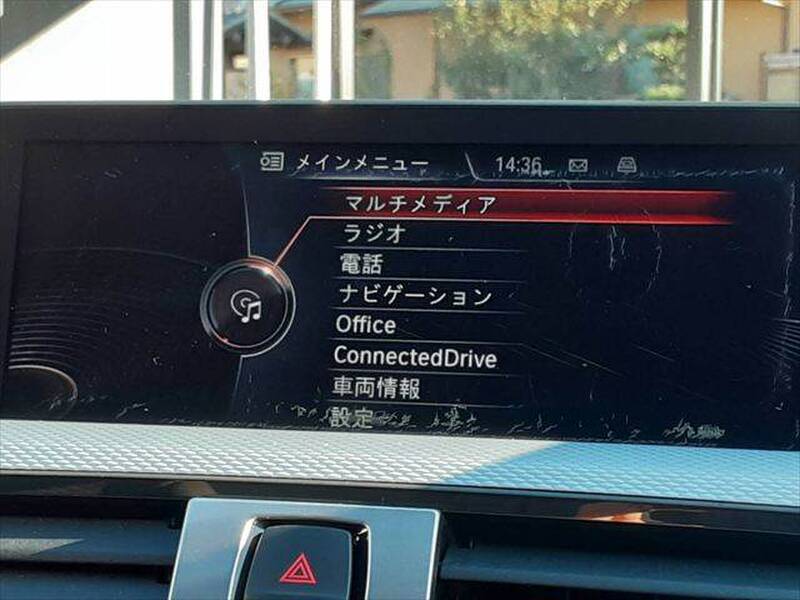 メインメニュー 14:36
マルチメディア
ラジオ
電話
ナビゲーション
Office
ConnectedDrive
車両情報
設定